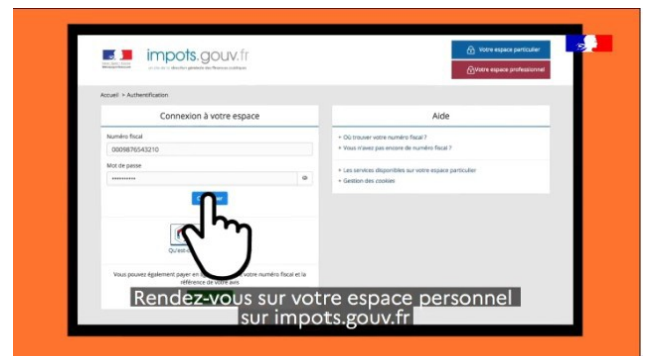 impots.gouv.fr
Votre espace particulier
Votre espace professionnel
Accueil > Authentification
Connexion à votre espace
Aide
Numéro fiscal
0009876543210
Mot de passe
• Où trouver votre numéro fiscal ?
• Vous n'avez pas encore de numéro fiscal ?
• Les services disponibles sur votre espace particulier
• Gestion des cookies
Vous pouvez également payer en votre numéro fiscal et la
référence de votre avis
Rendez-vous sur votre espace personnel
sur impots.gouv.fr